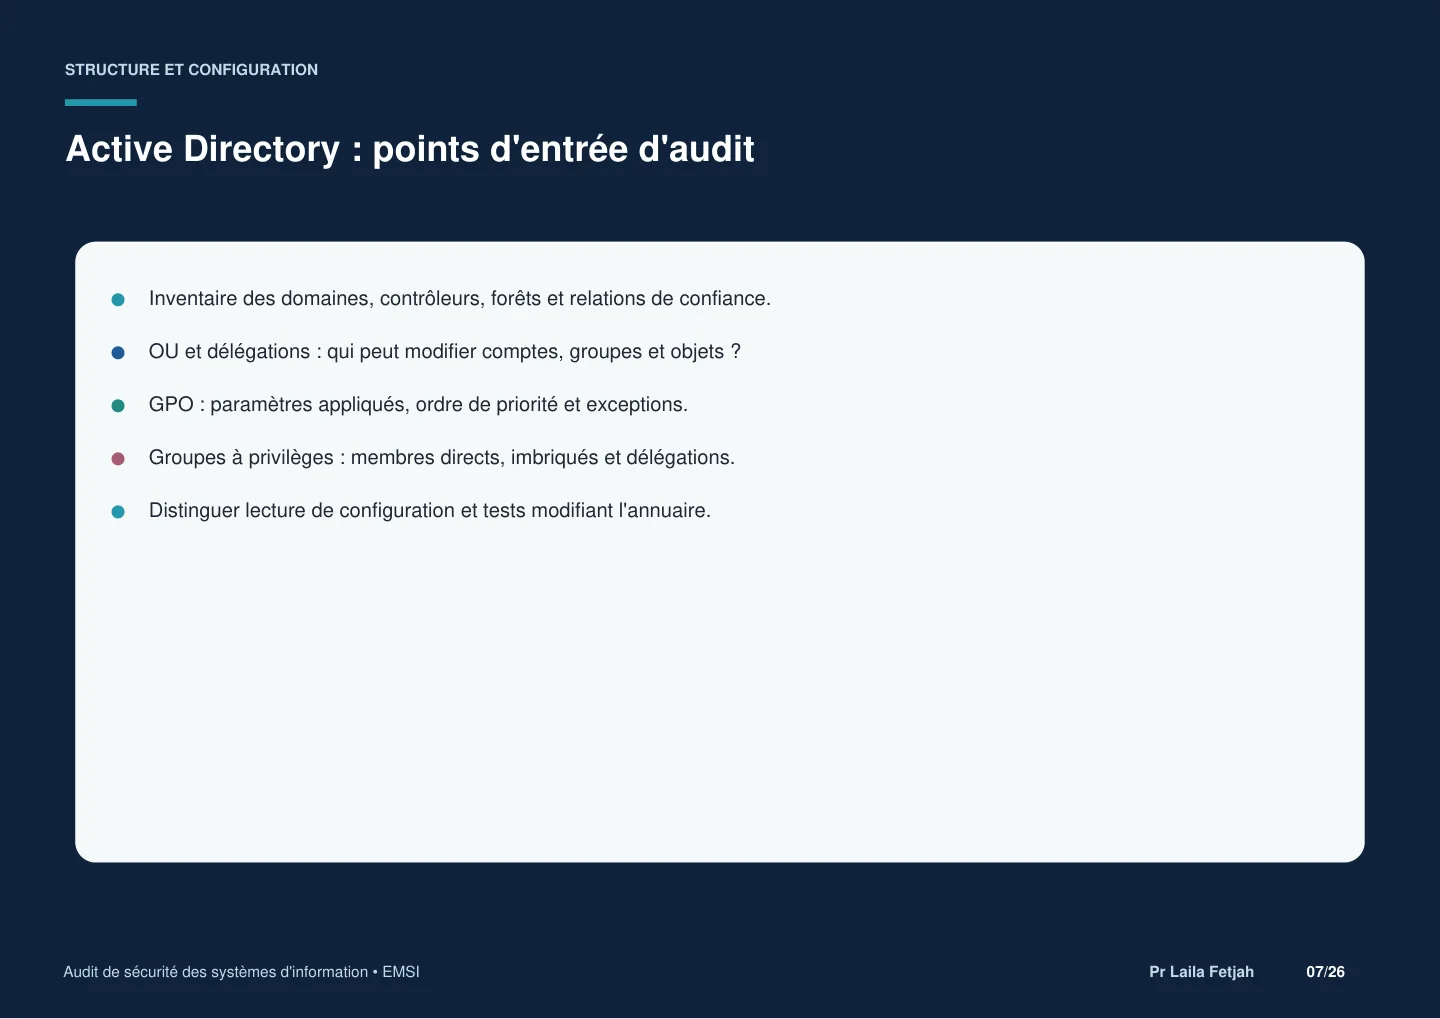 STRUCTURE ET CONFIGURATION
Active Directory : points d'entrée d'audit
Inventaire des domaines, contrôleurs, forêts et relations de confiance.
OU et délégations : qui peut modifier comptes, groupes et objets ?
GPO : paramètres appliqués, ordre de priorité et exceptions.
Groupes à privilèges : membres directs, imbriqués et délégations.
Distinguer lecture de configuration et tests modifiant l'annuaire.
Audit de sécurité des systèmes d'information • EMSI
Pr Laila Fetjah
07/26